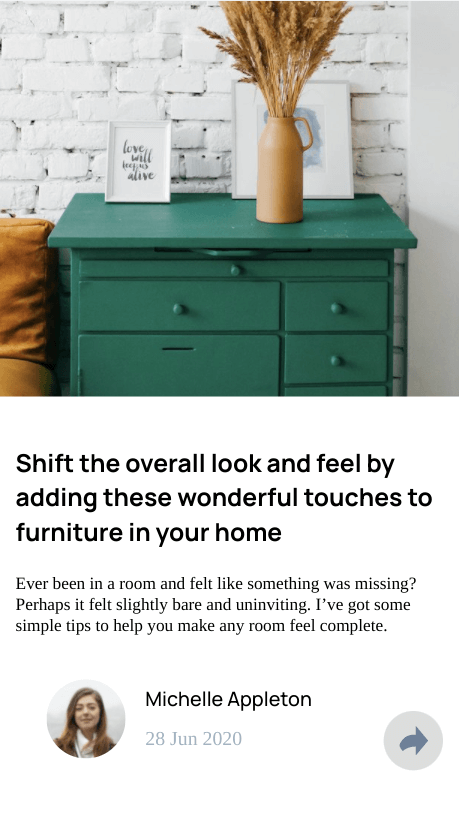 love
will
keep us
alive
Shift the overall look and feel by
adding these wonderful touches to
furniture in your home
Ever been in a room and felt like something was missing?
Perhaps it felt slightly bare and uninviting. I’ve got some
simple tips to help you make any room feel complete.
Michelle Appleton
28 Jun 2020